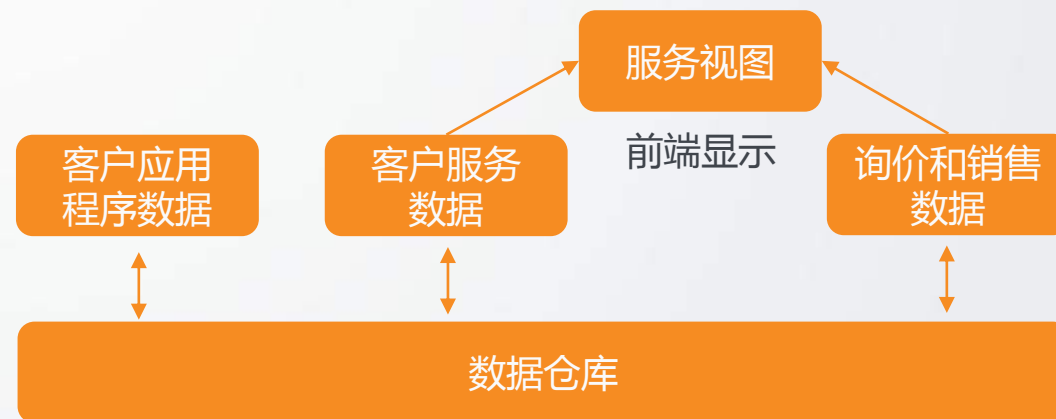 服务视图
前端显示
客户应用
程序数据
客户服务
数据
询价和销售
数据
数据仓库